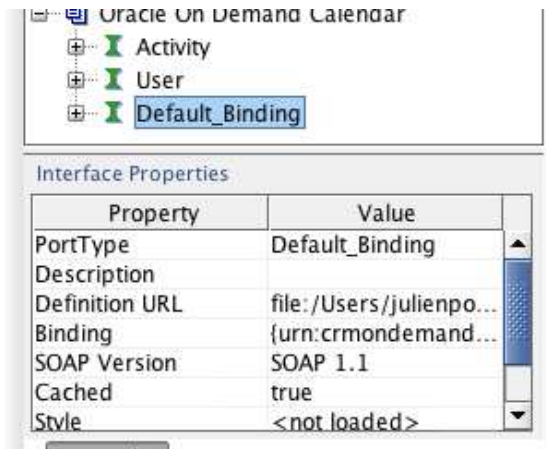 Oracle On Demand Calendar
Activity
User
Default_Binding
Interface Properties
Property Value
PortType Default_Binding
Description
Definition URL file:/Users/julienpo...
Binding {urn:crmondemand...
SOAP Version SOAP 1.1
Cached true
Style <not loaded>